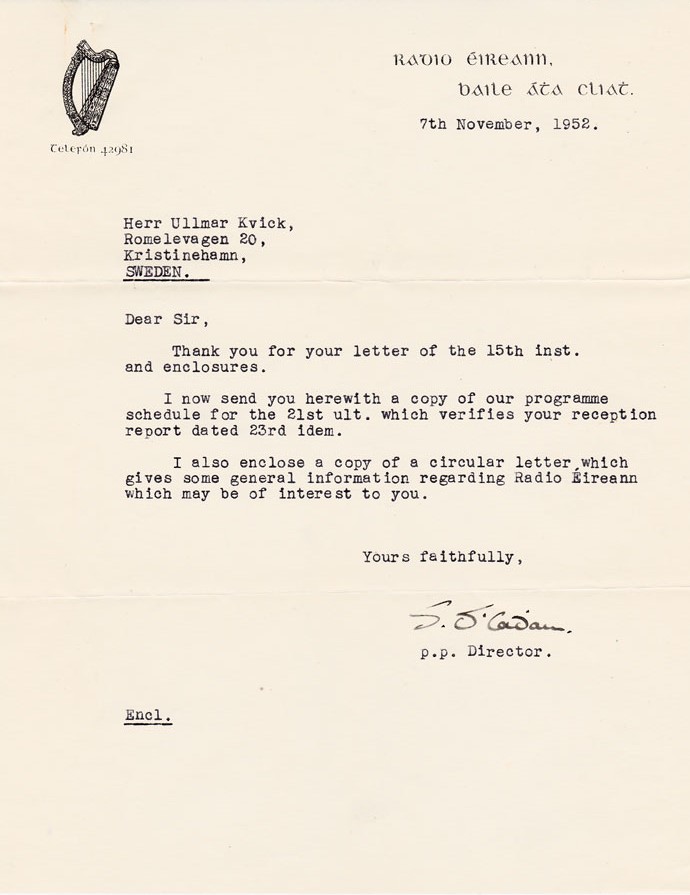 Radio Éireann,
Baile Áṫa Cliaṫ.
Telefón 42981
7th November, 1952.
Herr Ullmar Kvick,
Romelevagen 20,
Kristinehamn,
SWEDEN.
Dear Sir,
Thank you for your letter of the 15th inst.
and enclosures.
I now send you herewith a copy of our programme
schedule for the 21st ult. which verifies your reception
report dated 23rd idem.
I also enclose a copy of a circular letter which
gives some general information regarding Radio Éireann
which may be of interest to you.
Yours faithfully,
S.
p.p. Director.
Encl.